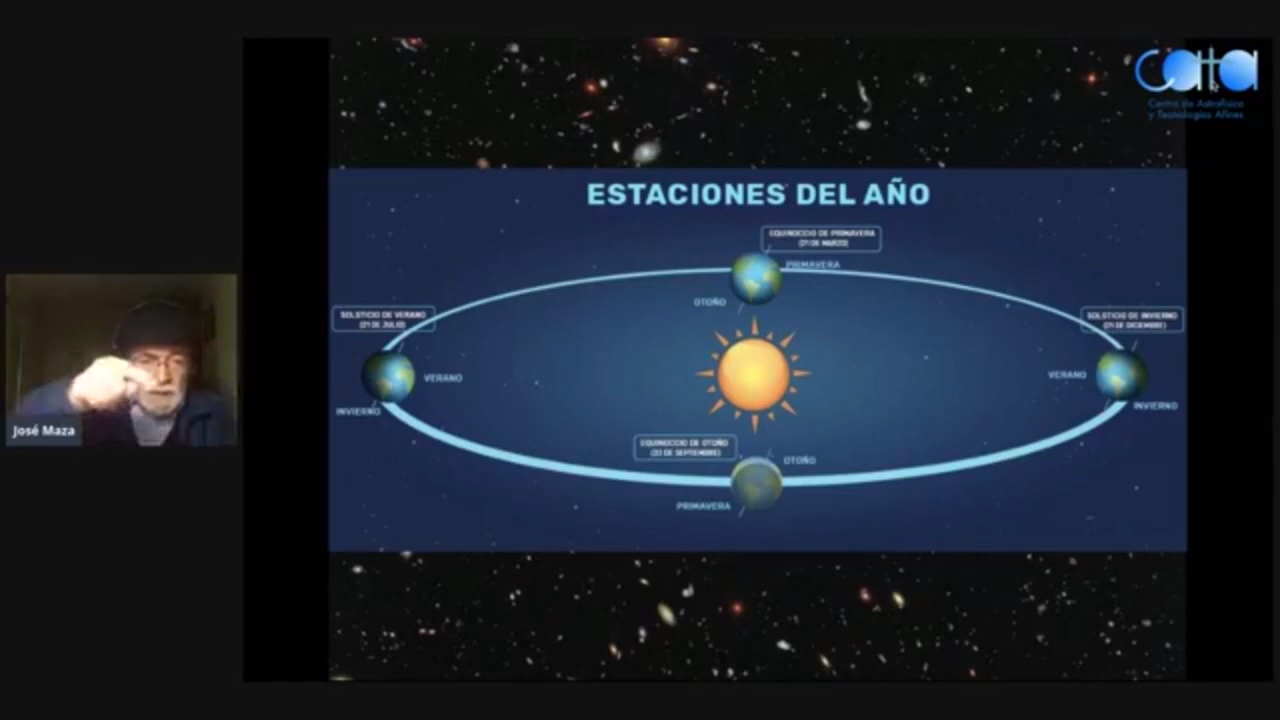 Catta
Centro de Astrofísica
y Tecnologías Afines
ESTACIONES DEL AÑO
EQUINOCCIO DE PRIMAVERA
(21 DE MARZO)
PRIMAVERA
OTOÑO
SOLSTICIO DE VERANO
(21 DE JULIO)
SOLSTICIO DE INVIERNO
(21 DE DICIEMBRE)
VERANO
INVIERNO
VERANO
INVIERNO
José Maza
EQUINOCCIO DE OTOÑO
(23 DE SEPTIEMBRE)
OTOÑO
PRIMAVERA